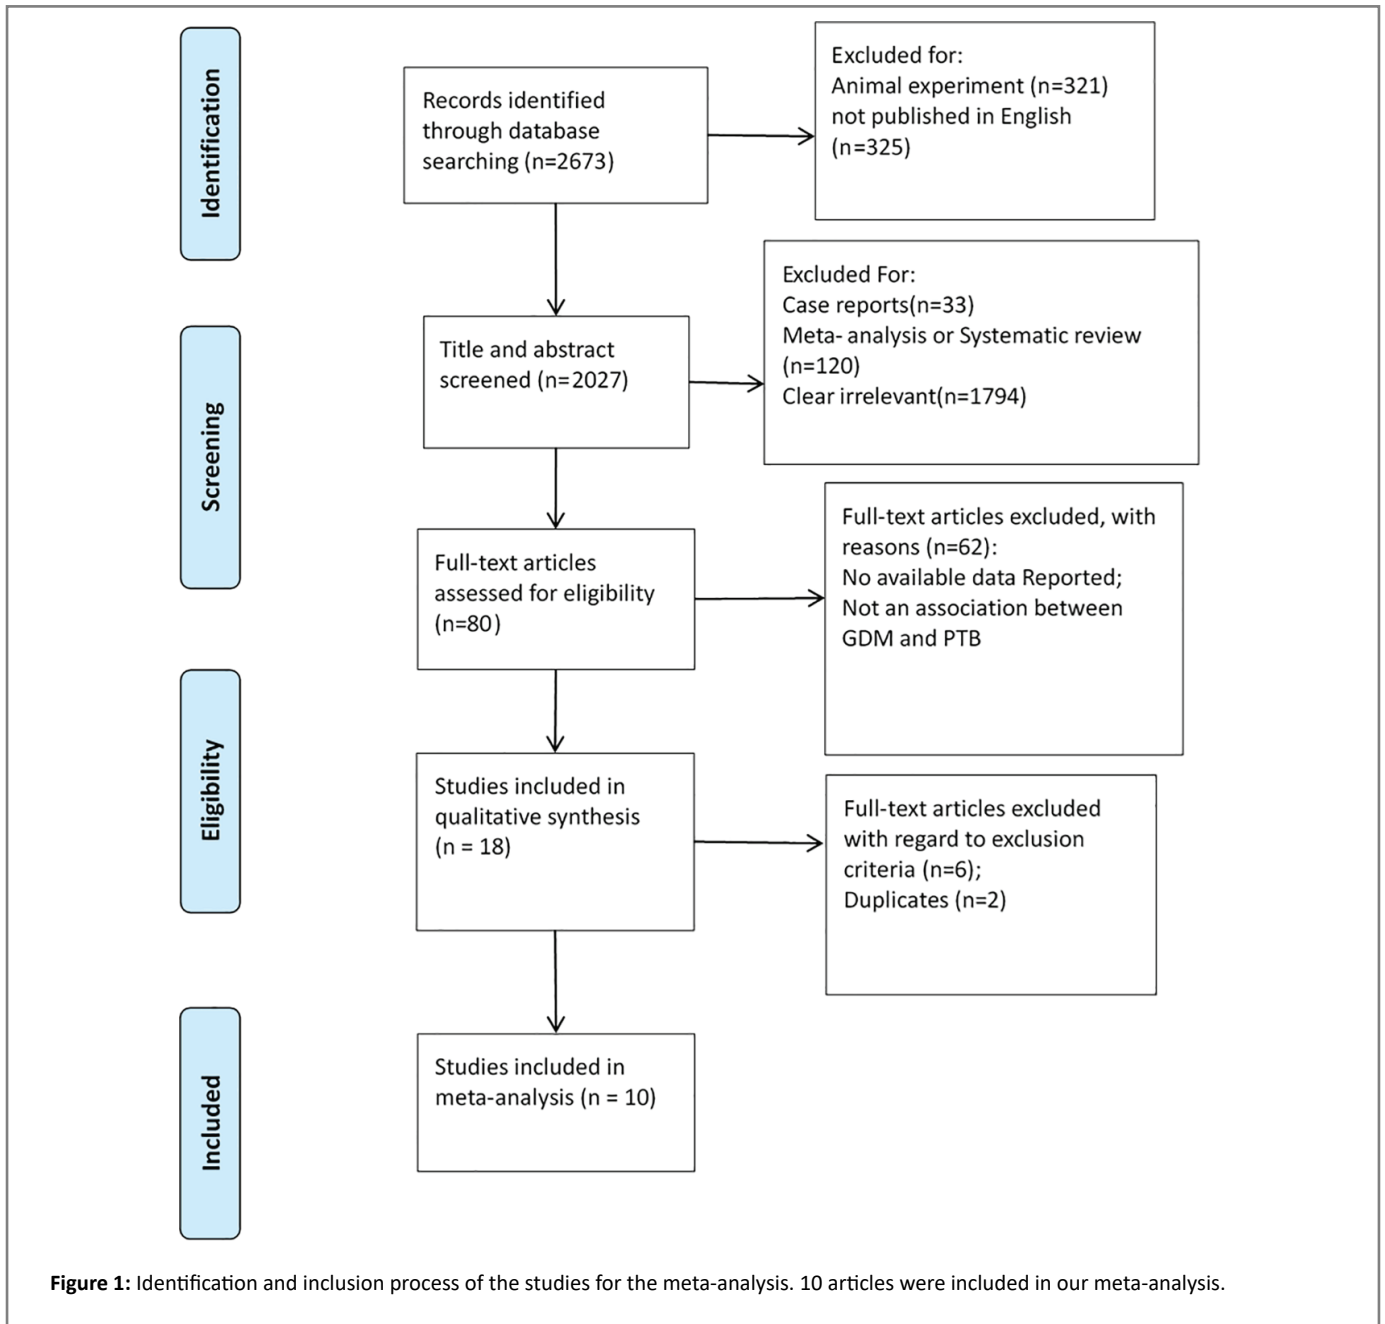 Identification
Records identified
through database
searching (n=2673)
Excluded for:
Animal experiment (n=321)
not published in English
(n=325)
Screening
Title and abstract
screened (n=2027)
Excluded For:
Case reports(n=33)
Meta- analysis or Systematic review
(n=120)
Clear irrelevant(n=1794)
Full-text articles
assessed for eligibility
(n=80)
Full-text articles excluded, with
reasons (n=62):
No available data Reported;
Not an association between
GDM and PTB
Eligibility
Studies included in
qualitative synthesis
(n = 18)
Full-text articles excluded
with regard to exclusion
criteria (n=6);
Duplicates (n=2)
Included
Studies included in
meta-analysis (n = 10)
Figure 1: Identification and inclusion process of the studies for the meta-analysis. 10 articles were included in our meta-analysis.